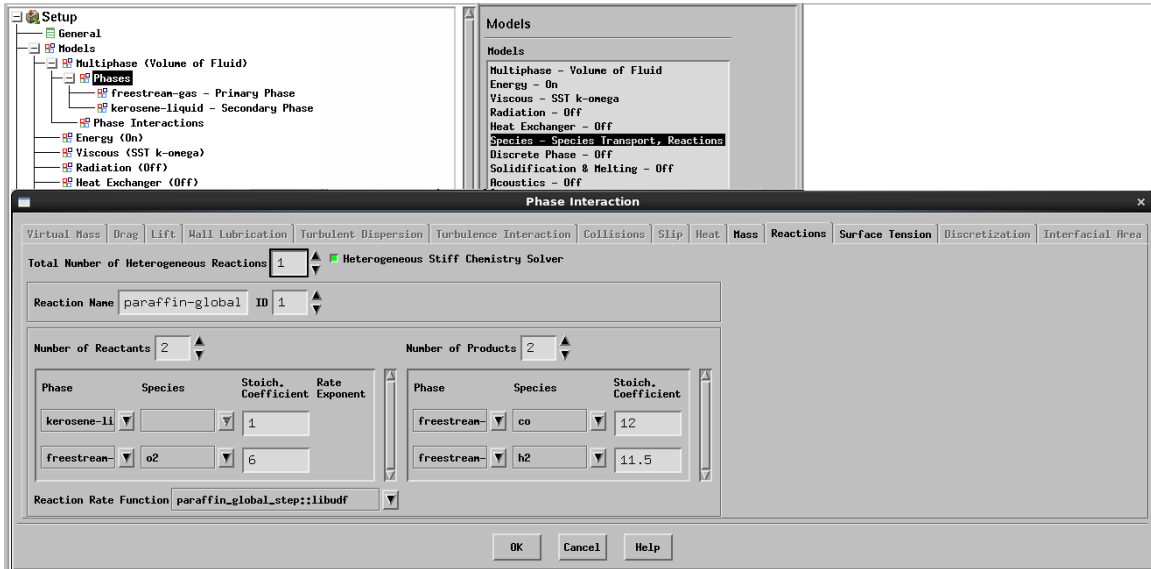 Setup
General
Models
Multiphase (Volume of Fluid)
Phases
freestream-gas - Primary Phase
kerosene-liquid - Secondary Phase
Phase Interactions
Energy (On)
Viscous (SST k-omega)
Radiation (Off)
Heat Exchanger (Off)
Models
Models
Multiphase - Volume of Fluid
Energy - On
Viscous - SST k-omega
Radiation - Off
Heat Exchanger - Off
Species - Species Transport, Reactions
Discrete Phase - Off
Solidification & Melting - Off
Acoustics - Off
Phase Interaction
Virtual Mass Drag Lift Wall Lubrication Turbulent Dispersion Turbulence Interaction Collisions Slip Heat Mass Reactions Surface Tension Discretization Interfacial Area
Total Number of Heterogeneous Reactions 1 Heterogeneous Stiff Chemistry Solver
Reaction Name paraffin-global ID 1
Number of Reactants 2
Phase Species Stoich. Coefficient Rate Exponent
kerosene-li 1
freestream- o2 6
Number of Products 2
Phase Species Stoich. Coefficient
freestream- co 12
freestream- h2 11.5
Reaction Rate Function paraffin_global_step::libudf
OK Cancel Help